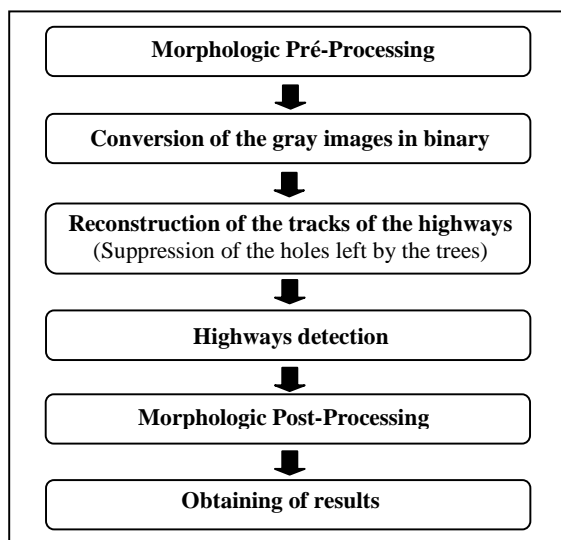 Morphologic Pré-Processing
Conversion of the gray images in binary
Reconstruction of the tracks of the highways
(Suppression of the holes left by the trees)
Highways detection
Morphologic Post-Processing
Obtaining of results